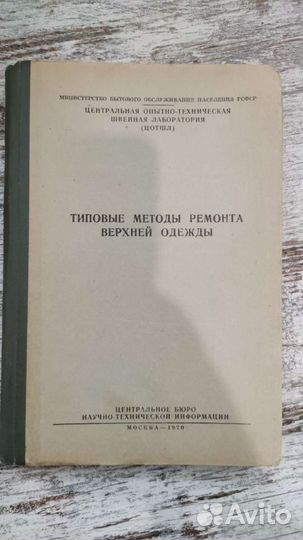 МИНИСТЕРСТВО БЫТОВОГО ОБСЛУЖИВАНИЯ НАСЕЛЕНИЯ РСФСР
ЦЕНТРАЛЬНАЯ ОПЫТНО-ТЕХНИЧЕСКАЯ
ШВЕЙНАЯ ЛАБОРАТОРИЯ
(ЦОТШЛ)
ТИПОВЫЕ МЕТОДЫ РЕМОНТА
ВЕРХНЕЙ ОДЕЖДЫ
ЦЕНТРАЛЬНОЕ БЮРО
НАУЧНО-ТЕХНИЧЕСКОЙ ИНФОРМАЦИИ
МОСКВА — 1970
Avito